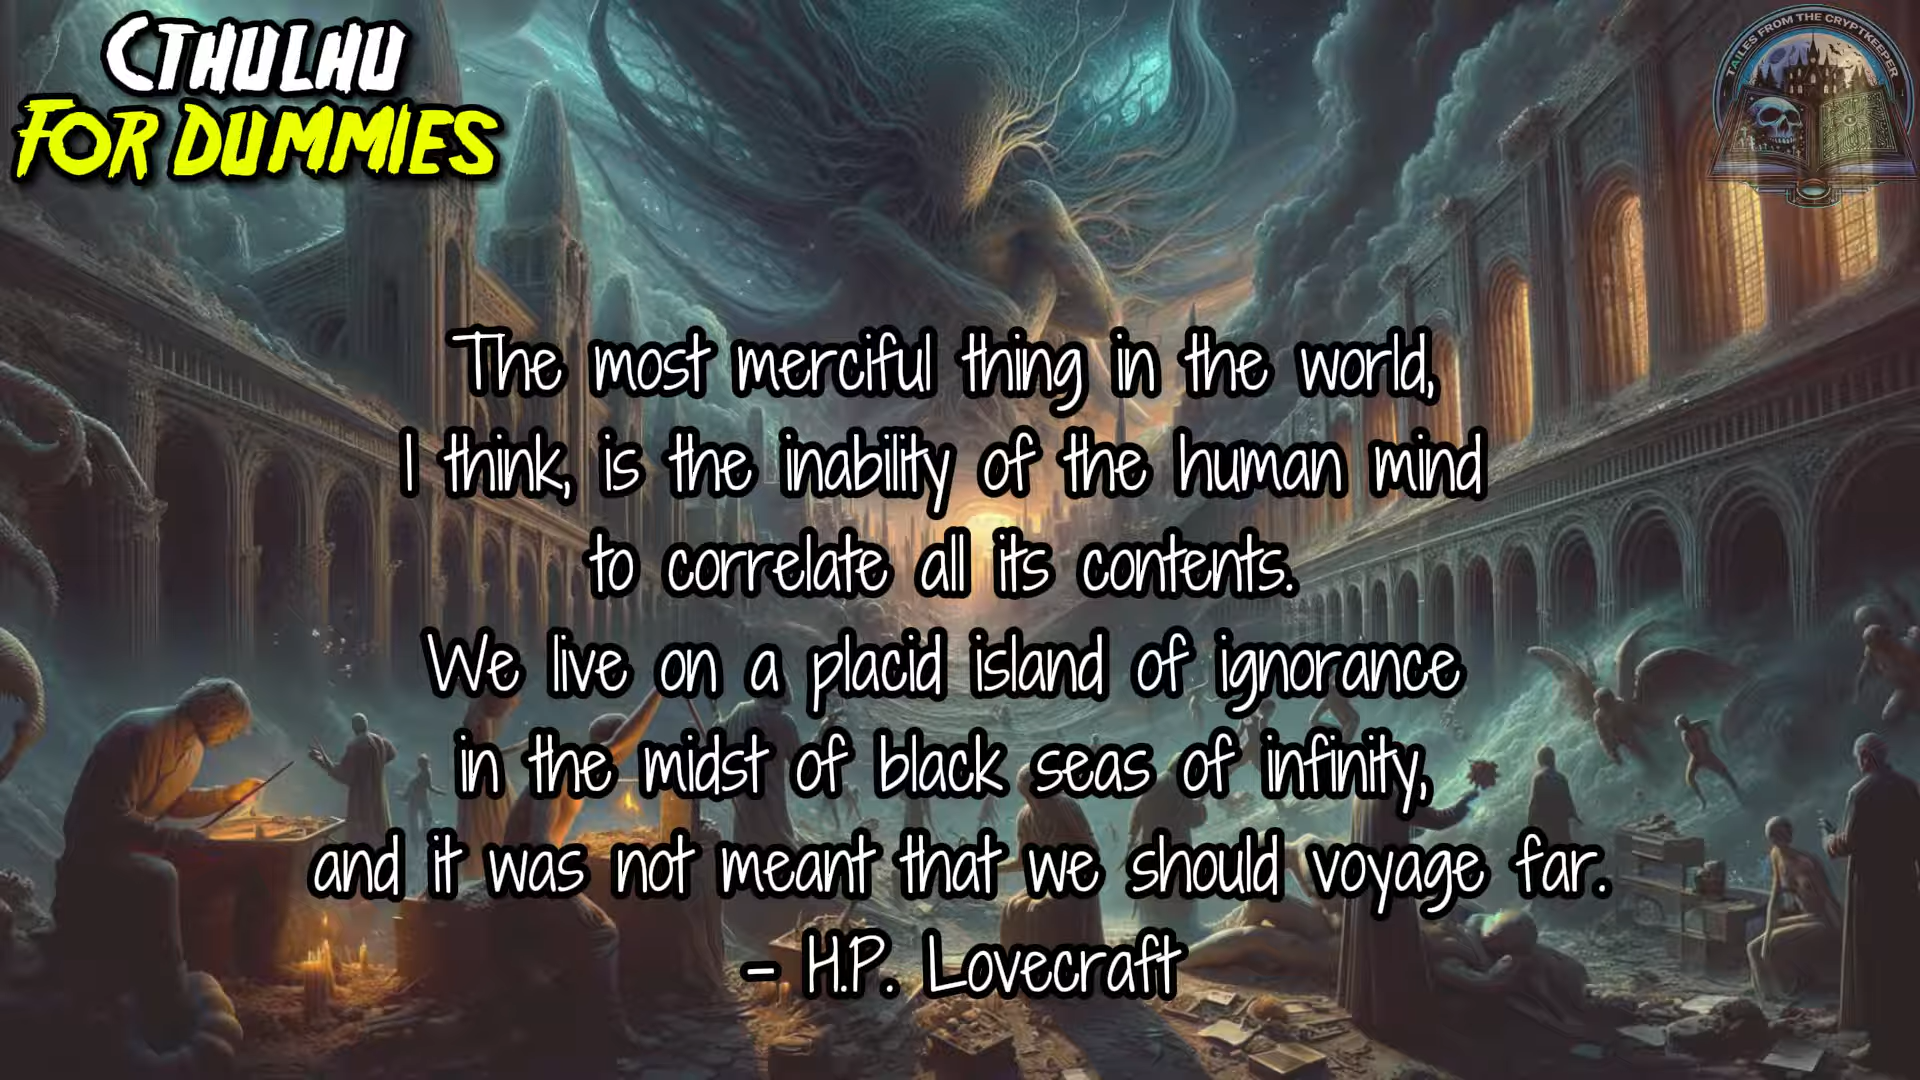 CTHULHU
FOR DUMMIES
TAILES FROM THE CRYPTKEEPER
The most merciful thing in the world,
I think, is the inability of the human mind
to correlate all its contents.
We live on a placid island of ignorance
in the midst of black seas of infinity,
and it was not meant that we should voyage far.
- H.P. Lovecraft